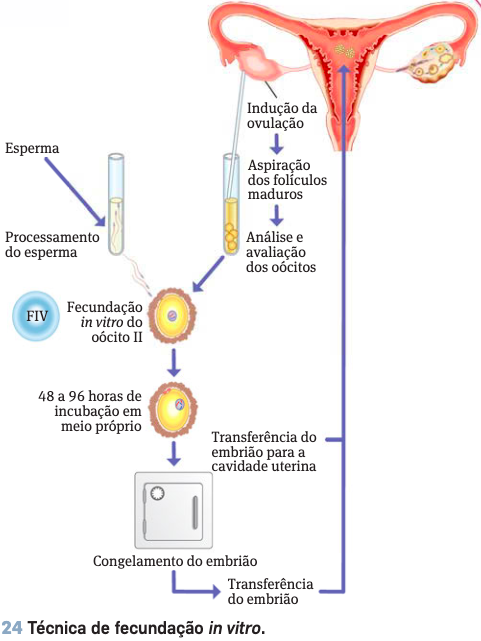 Indução da
ovulação
Aspiração
dos folículos
maduros
Análise e
avaliação
dos oócitos
Esperma
Processamento
do esperma
FIV
Fecundação
in vitro do
oócito II
48 a 96 horas de
incubação em
meio próprio
Transferência do
embrião para a
cavidade uterina
Congelamento do embrião
Transferência
do embrião
24 Técnica de fecundação in vitro.